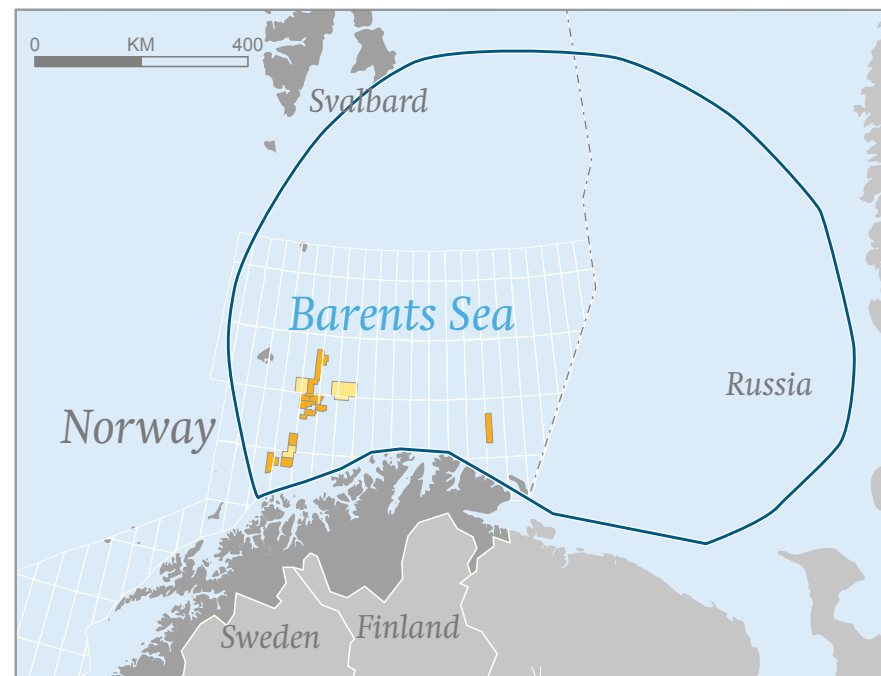 0 KM 400
Svalbard
Barents Sea
Russia
Norway
Finland
Sweden